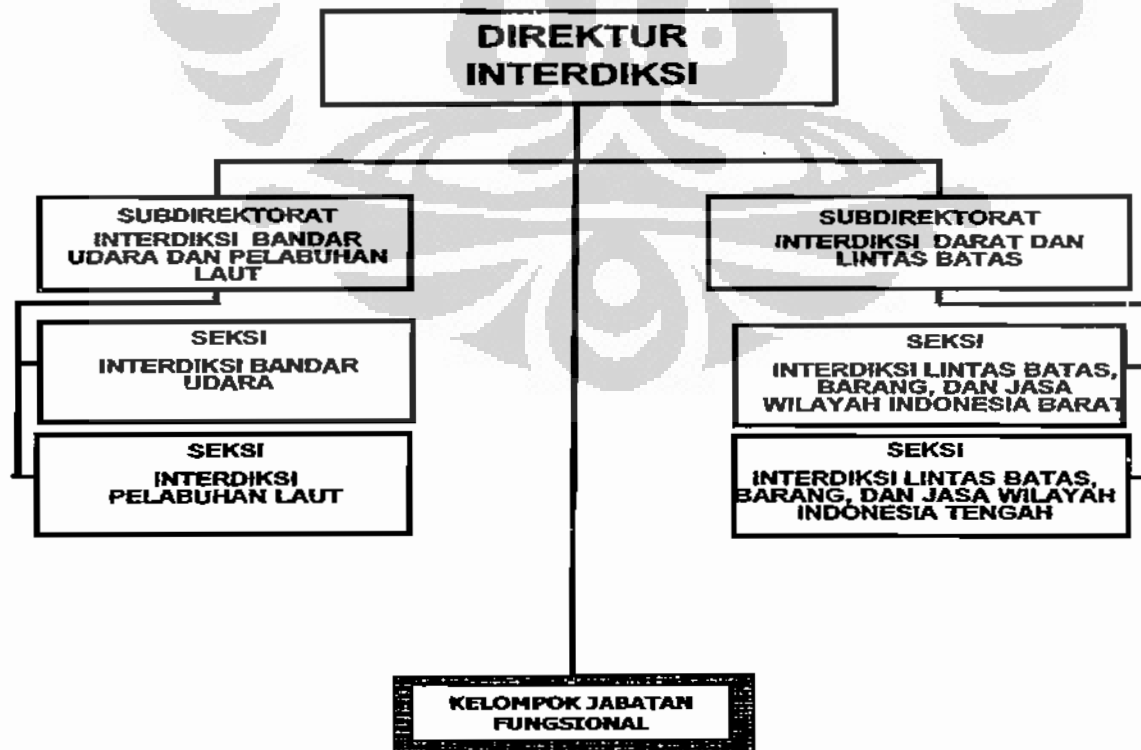 DIREKTUR
INTERDIKSI
SUBDIREKTORAT
INTERDIKSI BANDAR
UDARA DAN PELABUHAN
LAUT
SEKSI
INTERDIKSI BANDAR
UDARA
SEKSI
INTERDIKSI
PELABUHAN LAUT
SUBDIREKTORAT
INTERDIKSI DARAT DAN
LINTAS BATAS
SEKSI
INTERDIKSI LINTAS BATAS,
BARANG, DAN JASA
WILAYAH INDONESIA BARAT
SEKSI
INTERDIKSI LINTAS BATAS,
BARANG, DAN JASA WILAYAH
INDONESIA TENGAH
KELOMPOK JABATAN
FUNGSIONAL